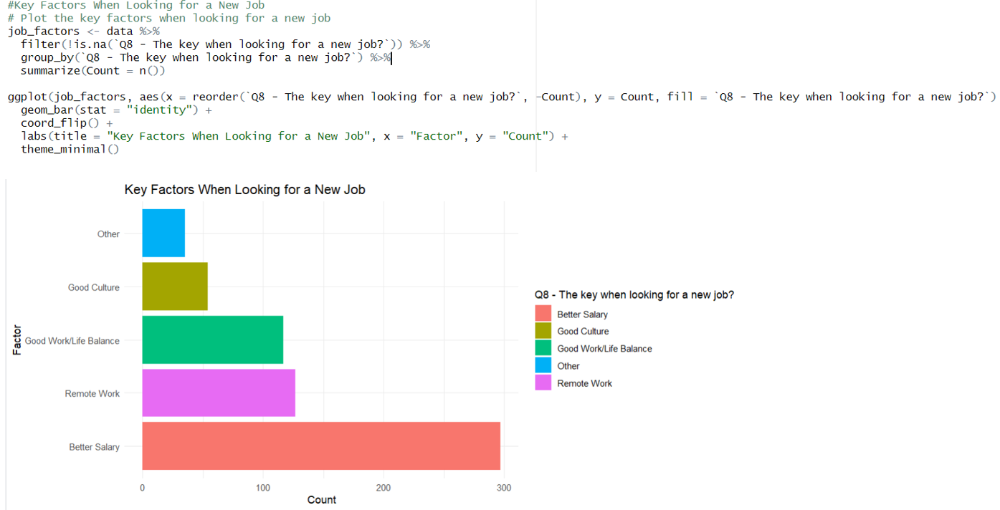 #Key Factors When Looking for a New Job
# Plot the key factors when looking for a new job
job_factors <- data %>%
  filter(!is.na(`Q8 - The key when looking for a new job?`)) %>%
  group_by(`Q8 - The key when looking for a new job?`) %>%
  summarize(Count = n())
ggplot(job_factors, aes(x = reorder(`Q8 - The key when looking for a new job?`, -Count), y = Count, fill = `Q8 - The key when looking for a new job?`)
  geom_bar(stat = "identity") +
  coord_flip() +
  labs(title = "Key Factors When Looking for a New Job", x = "Factor", y = "Count") +
  theme_minimal()
Key Factors When Looking for a New Job
Other
Good Culture
Good Work/Life Balance
Remote Work
Better Salary
Factor
0 100 200 300
Count
Q8 - The key when looking for a new job?
Better Salary
Good Culture
Good Work/Life Balance
Other
Remote Work